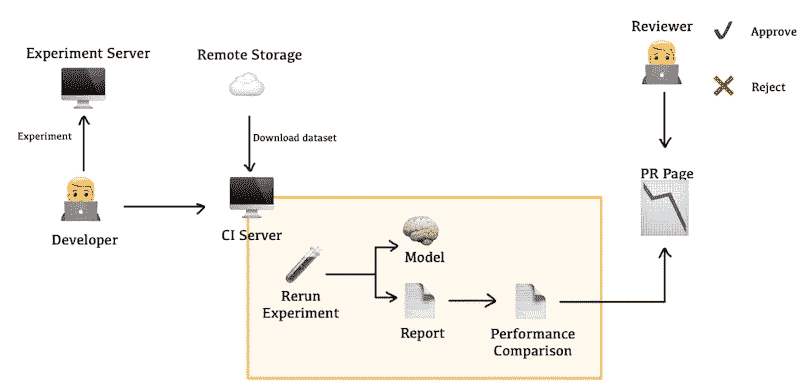 Reviewer
Approve
Experiment Server
Remote Storage
Reject
Experiment
Download dataset
PR Page
Developer
CI Server
Model
Rerun
Experiment
Report
Performance
Comparison